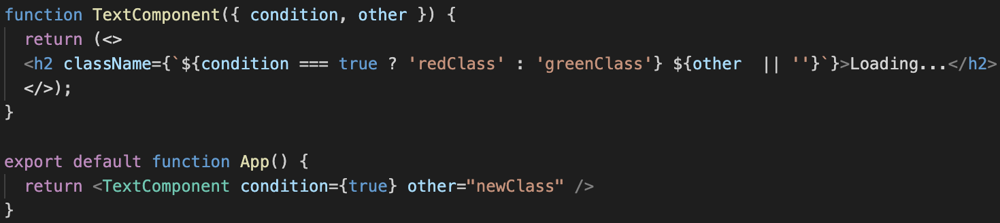 function TextComponent({ condition, other }) {
  return (<>
  <h2 className={`${condition === true ? 'redClass' : 'greenClass'} ${other  || ''}`}>Loading...</h2>
  </>);
}

export default function App() {
  return <TextComponent condition={true} other="newClass" />
}